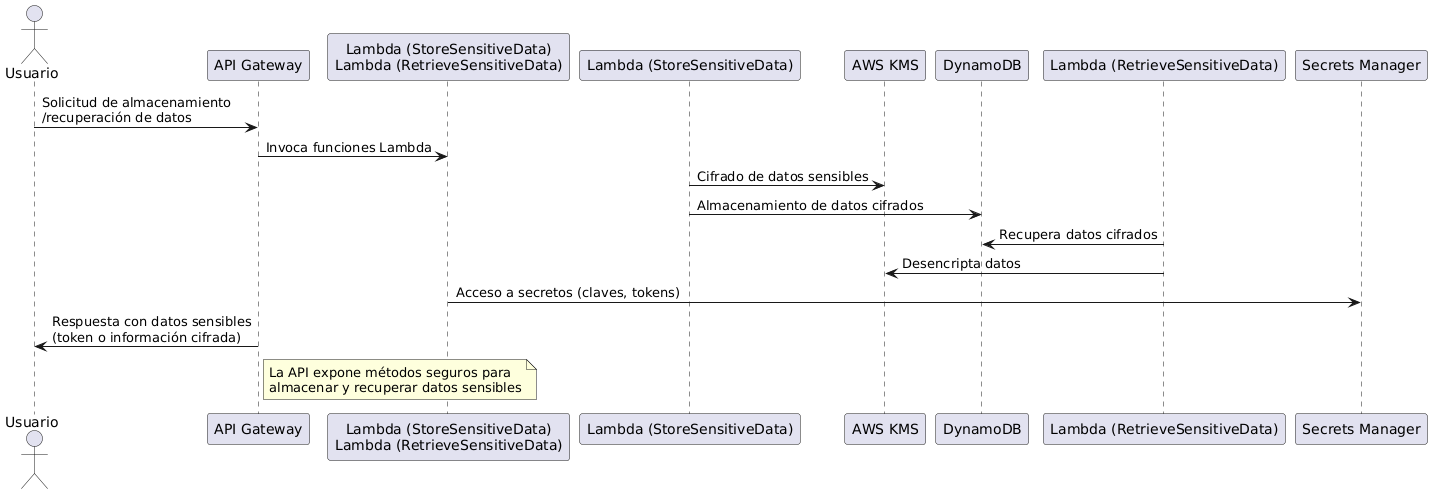 Usuario
API Gateway
Lambda (StoreSensitiveData)
Lambda (RetrieveSensitiveData)
Lambda (StoreSensitiveData)
AWS KMS
DynamoDB
Lambda (RetrieveSensitiveData)
Secrets Manager
Solicitud de almacenamiento
/recuperación de datos
Invoca funciones Lambda
Cifrado de datos sensibles
Almacenamiento de datos cifrados
Recupera datos cifrados
Desencripta datos
Acceso a secretos (claves, tokens)
Respuesta con datos sensibles
(token o información cifrada)
La API expone métodos seguros para
almacenar y recuperar datos sensibles
Usuario
API Gateway
Lambda (StoreSensitiveData)
Lambda (RetrieveSensitiveData)
Lambda (StoreSensitiveData)
AWS KMS
DynamoDB
Lambda (RetrieveSensitiveData)
Secrets Manager